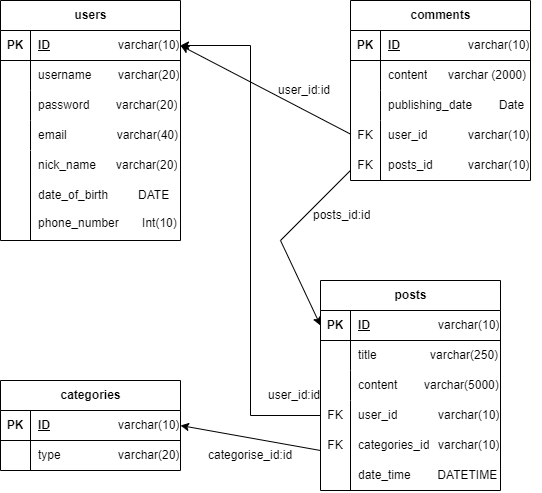 users
PK ID varchar(10)
username varchar(20)
password varchar(20)
email varchar(40)
nick_name varchar(20)
date_of_birth DATE
phone_number Int(10)
comments
PK ID varchar(10)
content varchar (2000)
publishing_date Date
FK user_id varchar(10)
FK posts_id varchar(10)
user_id:id
posts_id:id
posts
PK ID varchar(10)
title varchar(250)
content varchar(5000)
FK user_id varchar(10)
FK categories_id varchar(10)
date_time DATETIME
user_id:id
categories
PK ID varchar(10)
type varchar(20)
categorise_id:id